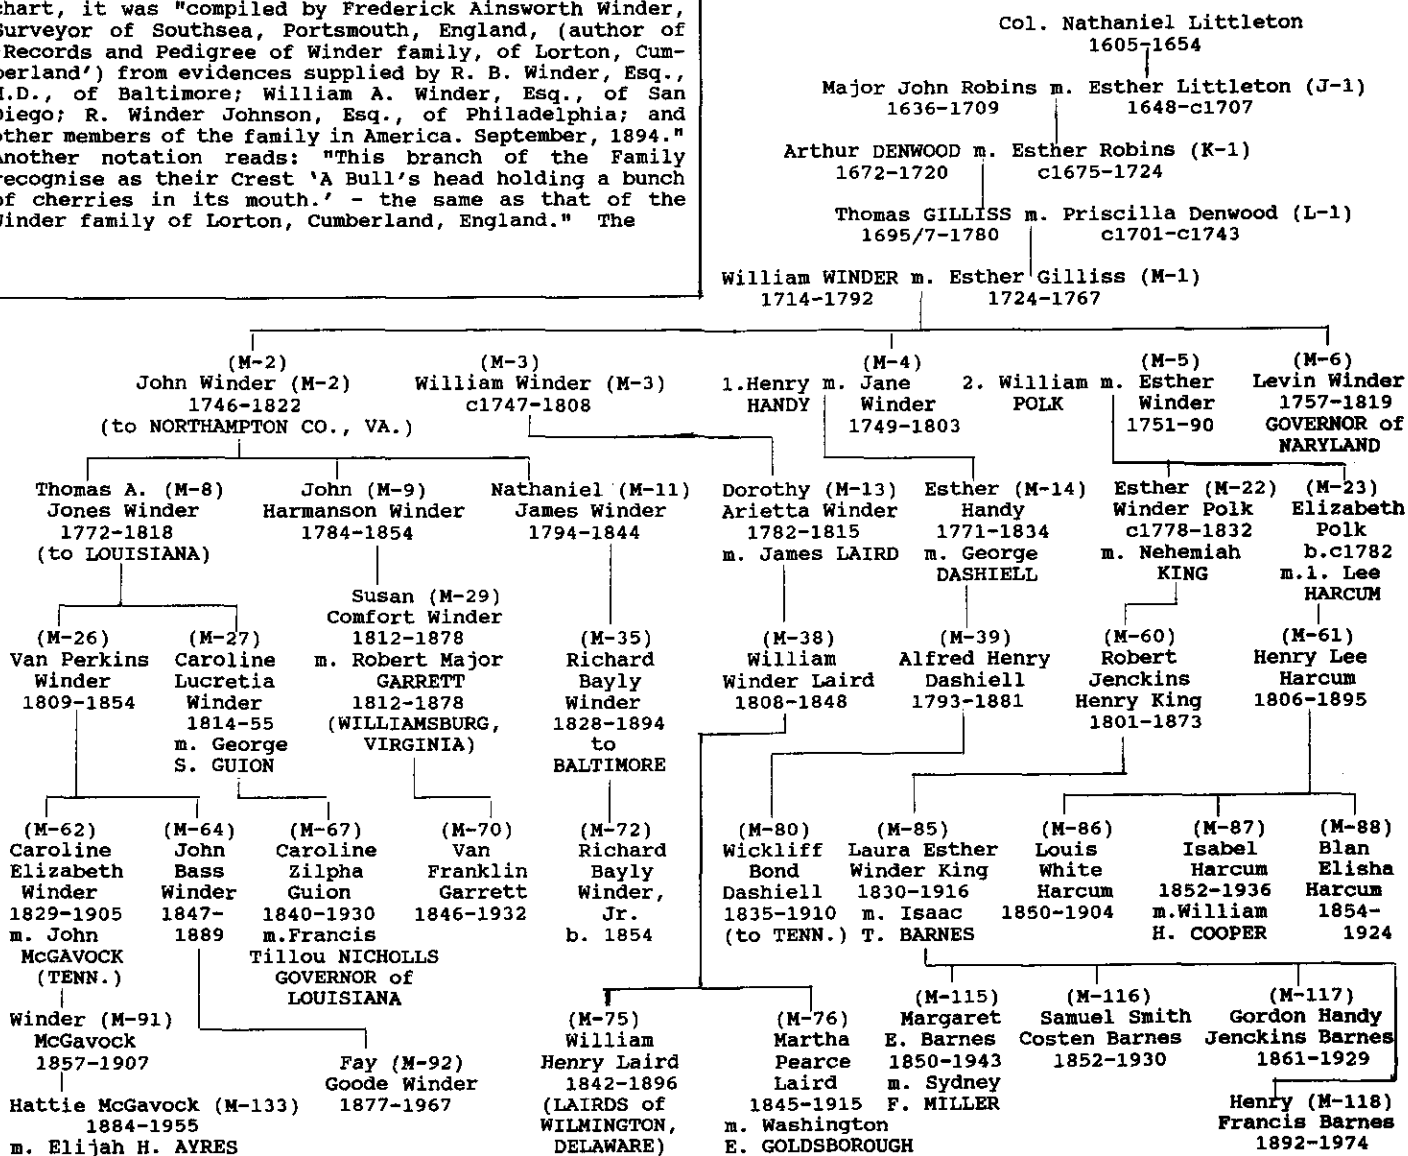 chart, it was "compiled by Frederick Ainsworth Winder,
Surveyor of Southsea, Portsmouth, England, (author of
Records and Pedigree of Winder family, of Lorton, Cum-
berland') from evidences supplied by R. B. Winder, Esq.,
M.D., of Baltimore; William A. Winder, Esq., of San
Diego; R. Winder Johnson, Esq., of Philadelphia; and
other members of the family in America. September, 1894."
Another notation reads: "This branch of the Family
recognise as their Crest 'A Bull's head holding a bunch
of cherries in its mouth.' - the same as that of the
Winder family of Lorton, Cumberland, England." The
Col. Nathaniel Littleton
1605-1654
Major John Robins m. Esther Littleton (J-1)
1636-1709 1648-c1707
Arthur DENWOOD m. Esther Robins (K-1)
1672-1720 c1675-1724
Thomas GILLISS m. Priscilla Denwood (L-1)
1695/7-1780 c1701-c1743
William WINDER m. Esther Gilliss (M-1)
1714-1792 1724-1767
(M-2)
John Winder (M-2)
1746-1822
(to NORTHAMPTON CO., VA.)
(M-3)
William Winder (M-3)
c1747-1808
(M-4)
1.Henry m. Jane
HANDY Winder
1749-1803
(M-5)
2. William m. Esther
POLK Winder
1751-90
(M-6)
Levin Winder
1757-1819
GOVERNOR of
NARYLAND
Thomas A. (M-8)
Jones Winder
1772-1818
(to LOUISIANA)
John (M-9)
Harmanson Winder
1784-1854
Nathaniel (M-11)
James Winder
1794-1844
Dorothy (M-13)
Arietta Winder
1782-1815
m. James LAIRD
Esther (M-14)
Handy
1771-1834
m. George
DASHIELL
Esther (M-22)
Winder Polk
c1778-1832
m. Nehemiah
KING
(M-23)
Elizabeth
Polk
b.c1782
m.1. Lee
HARCUM
(M-26)
Van Perkins
Winder
1809-1854
(M-27)
Caroline
Lucretia
Winder
1814-55
m. George
S. GUION
Susan (M-29)
Comfort Winder
1812-1878
m. Robert Major
GARRETT
1812-1878
(WILLIAMSBURG,
VIRGINIA)
(M-35)
Richard
Bayly
Winder
1828-1894
to
BALTIMORE
(M-38)
William
Winder Laird
1808-1848
(M-39)
Alfred Henry
Dashiell
1793-1881
(M-60)
Robert
Jenckins
Henry King
1801-1873
(M-61)
Henry Lee
Harcum
1806-1895
(M-62)
Caroline
Elizabeth
Winder
1829-1905
m. John
McGAVOCK
(TENN.)
(M-64)
John
Bass
Winder
1847-
1889
(M-67)
Caroline
Zilpha
Guion
1840-1930
m.Francis
Tillou NICHOLLS
GOVERNOR of
LOUISIANA
(M-70)
Van
Franklin
Garrett
1846-1932
(M-72)
Richard
Bayly
Winder,
Jr.
b. 1854
(M-80)
Wickliff
Bond
Dashiell
1835-1910
(to TENN.)
(M-85)
Laura Esther
Winder King
1830-1916
m. Isaac
T. BARNES
(M-86)
Louis
White
Harcum
1850-1904
(M-87)
Isabel
Harcum
1852-1936
m.William
H. COOPER
(M-88)
Blan
Elisha
Harcum
1854-
1924
Winder (M-91)
McGavock
1857-1907
Hattie McGavock (M-133)
1884-1955
m. Elijah H. AYRES
Fay (M-92)
Goode Winder
1877-1967
(M-75)
William
Henry Laird
1842-1896
(LAIRDS of
WILMINGTON,
DELAWARE)
(M-76)
Martha
Pearce
Laird
1845-1915
m. Washington
E. GOLDSBOROUGH
(M-115)
Margaret
E. Barnes
1850-1943
m. Sydney
F. MILLER
(M-116)
Samuel Smith
Costen Barnes
1852-1930
(M-117)
Gordon Handy
Jenckins Barnes
1861-1929
Henry (M-118)
Francis Barnes
1892-1974